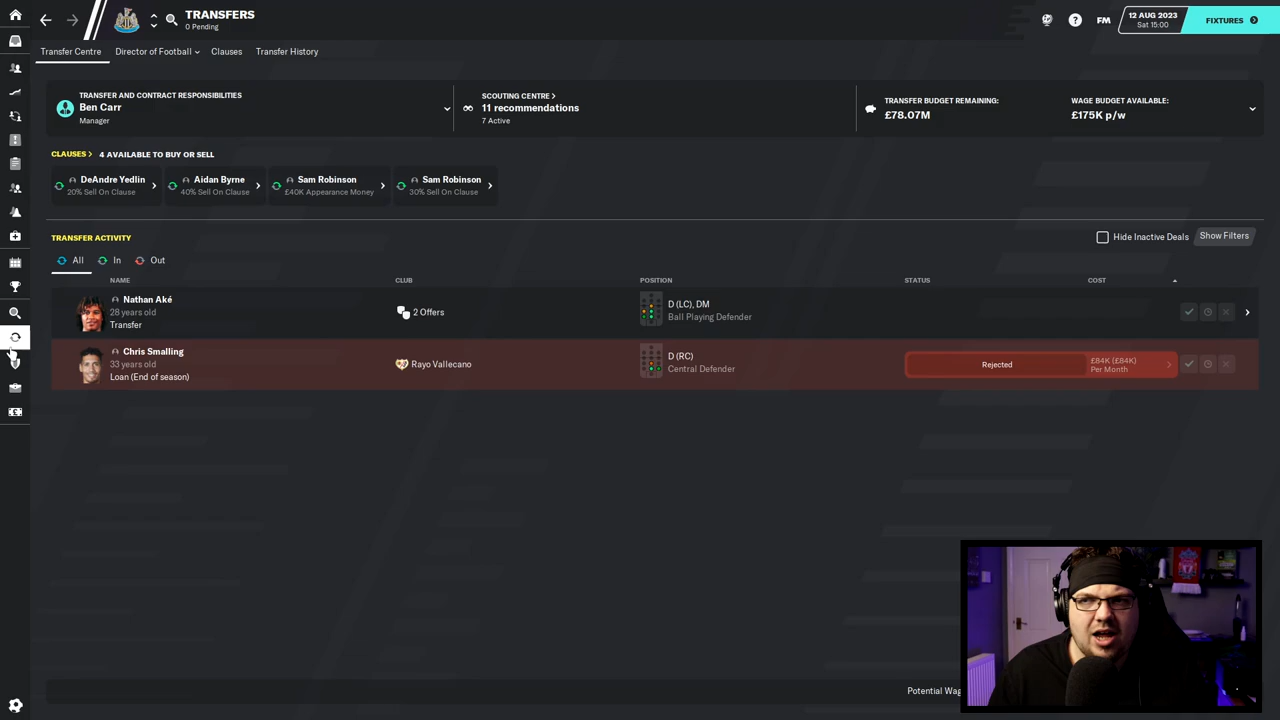 TRANSFERS
0 Pending
FM
12 AUG 2023
Sat 15:00
FIXTURES
Transfer Centre
Director of Football
Clauses
Transfer History
TRANSFER AND CONTRACT RESPONSIBILITIES
Ben Carr
Manager
SCOUTING CENTRE >
11 recommendations
7 Active
TRANSFER BUDGET REMAINING:
£78.07M
WAGE BUDGET AVAILABLE:
£175K p/w
CLAUSES > 4 AVAILABLE TO BUY OR SELL
DeAndre Yedlin
20% Sell On Clause
Aidan Byrne
40% Sell On Clause
Sam Robinson
£40K Appearance Money
Sam Robinson
30% Sell On Clause
TRANSFER ACTIVITY
Hide Inactive Deals
Show Filters
All
In
Out
NAME
CLUB
POSITION
STATUS
COST
Nathan Aké
28 years old
Transfer
2 Offers
D (LC), DM
Ball Playing Defender
Chris Smalling
33 years old
Loan (End of season)
Rayo Vallecano
D (RC)
Central Defender
Rejected
£84K (£84K)
Per Month
Potential Wag